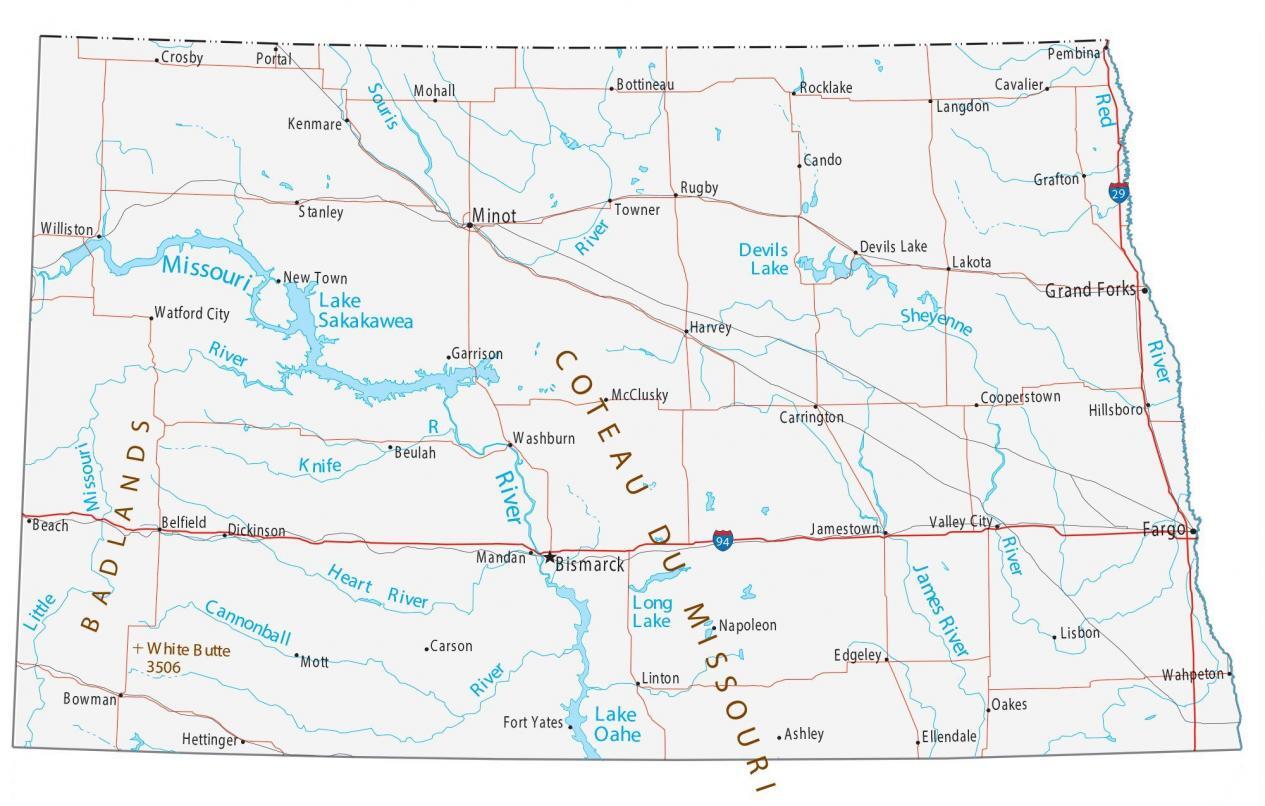 Pembina
Crosby
Portal
Bottineau
Rocklake
Cavalier
Mohall
Langdon
Souris
Red
Kenmare
Cando
Grafton
29
Rugby
Stanley
Towner
Minot
Williston
River
Devils
Lake
Devils Lake
Lakota
Missouri
New Town
Grand Forks
Lake
Sakakawea
Watford City
Sheyenne
Harvey
River
River
Garrison
COTEAU DU MISSOURI
McClusky
Cooperstown
Carrington
Hillsboro
R
Washburn
Beulah
Knife
Missouri
BADLANDS
River
Beach
Belfield
Dickinson
94
Jamestown
Valley City
Fargo
Mandan
Bismarck
River
Heart River
James River
Little
Cannonball
Long
Lake
Napoleon
Lisbon
+ White Butte
3506
Carson
Mott
Edgeley
River
Linton
Wahpeton
Bowman
Oakes
Fort Yates
Lake
Oahe
Hettinger
Ashley
Ellendale